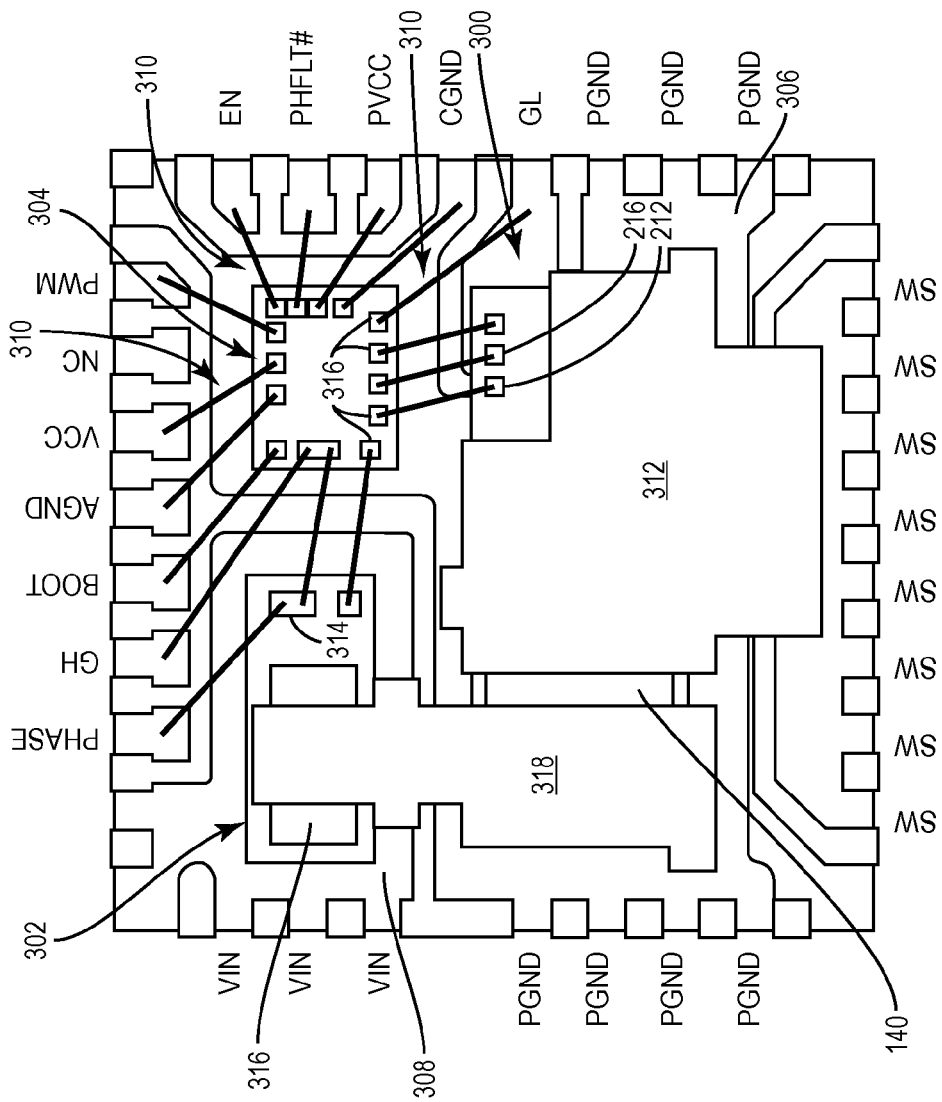 310
EN
PHFLT#
PVCC
310
CGND
300
GL
PGND
PGND
PGND
306
304
PWM
310
NC
VCC
AGND
BOOT
GH
PHASE
302
316
216
212
314
312
318
SW
SW
SW
SW
SW
SW
SW
SW
VIN
VIN
VIN
316
308
PGND
PGND
PGND
PGND
140